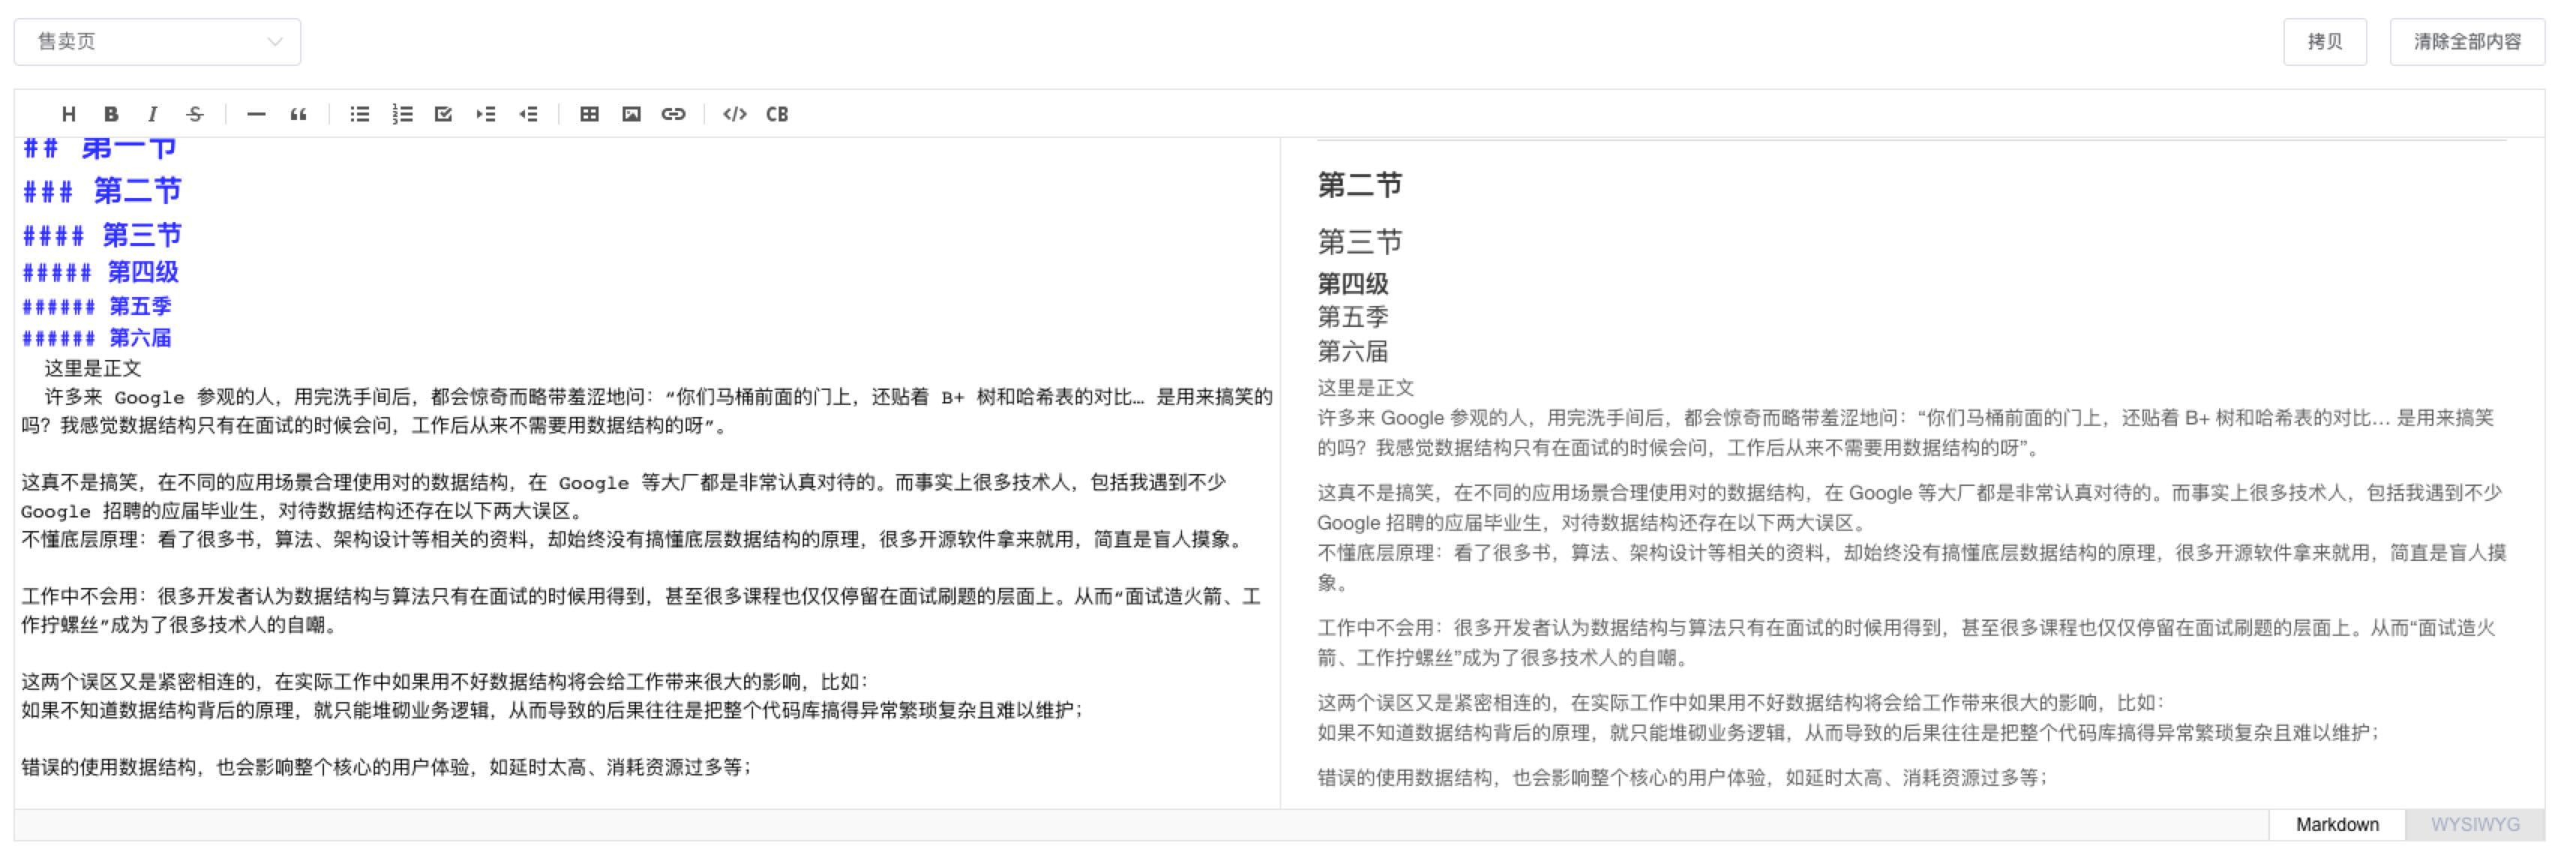 售卖页
拷贝
清除全部内容
H B I S — “ </> CB
## 第一节
### 第二节
#### 第三节
##### 第四级
###### 第五季
###### 第六届
这里是正文
许多来 Google 参观的人，用完洗手间后，都会惊奇而略带羞涩地问：“你们马桶前面的门上，还贴着 B+ 树和哈希表的对比… 是用来搞笑的
吗？我感觉数据结构只有在面试的时候会问，工作后从来不需要用数据结构的呀”。
这真不是搞笑，在不同的应用场景合理使用对的数据结构，在 Google 等大厂都是非常认真对待的。而事实上很多技术人，包括我遇到不少
Google 招聘的应届毕业生，对待数据结构还存在以下两大误区。
不懂底层原理：看了很多书，算法、架构设计等相关的资料，却始终没有搞懂底层数据结构的原理，很多开源软件拿来就用，简直是盲人摸象。
工作中不会用：很多开发者认为数据结构与算法只有在面试的时候用得到，甚至很多课程也仅仅停留在面试刷题的层面上。从而“面试造火箭、工
作拧螺丝”成为了很多技术人的自嘲。
这两个误区又是紧密相连的，在实际工作中如果用不好数据结构将会给工作带来很大的影响，比如：
如果不知道数据结构背后的原理，就只能堆砌业务逻辑，从而导致的后果往往是把整个代码库搞得异常繁琐复杂且难以维护；
错误的使用数据结构，也会影响整个核心的用户体验，如延时太高、消耗资源过多等；
第二节
第三节
第四级
第五季
第六届
这里是正文
许多来 Google 参观的人，用完洗手间后，都会惊奇而略带羞涩地问：“你们马桶前面的门上，还贴着 B+ 树和哈希表的对比… 是用来搞笑
的吗？我感觉数据结构只有在面试的时候会问，工作后从来不需要用数据结构的呀”。
这真不是搞笑，在不同的应用场景合理使用对的数据结构，在 Google 等大厂都是非常认真对待的。而事实上很多技术人，包括我遇到不少
Google 招聘的应届毕业生，对待数据结构还存在以下两大误区。
不懂底层原理：看了很多书，算法、架构设计等相关的资料，却始终没有搞懂底层数据结构的原理，很多开源软件拿来就用，简直是盲人摸
象。
工作中不会用：很多开发者认为数据结构与算法只有在面试的时候用得到，甚至很多课程也仅仅停留在面试刷题的层面上。从而“面试造火
箭、工作拧螺丝”成为了很多技术人的自嘲。
这两个误区又是紧密相连的，在实际工作中如果用不好数据结构将会给工作带来很大的影响，比如：
如果不知道数据结构背后的原理，就只能堆砌业务逻辑，从而导致的后果往往是把整个代码库搞得异常繁琐复杂且难以维护；
错误的使用数据结构，也会影响整个核心的用户体验，如延时太高、消耗资源过多等；
Markdown
WYSIWYG